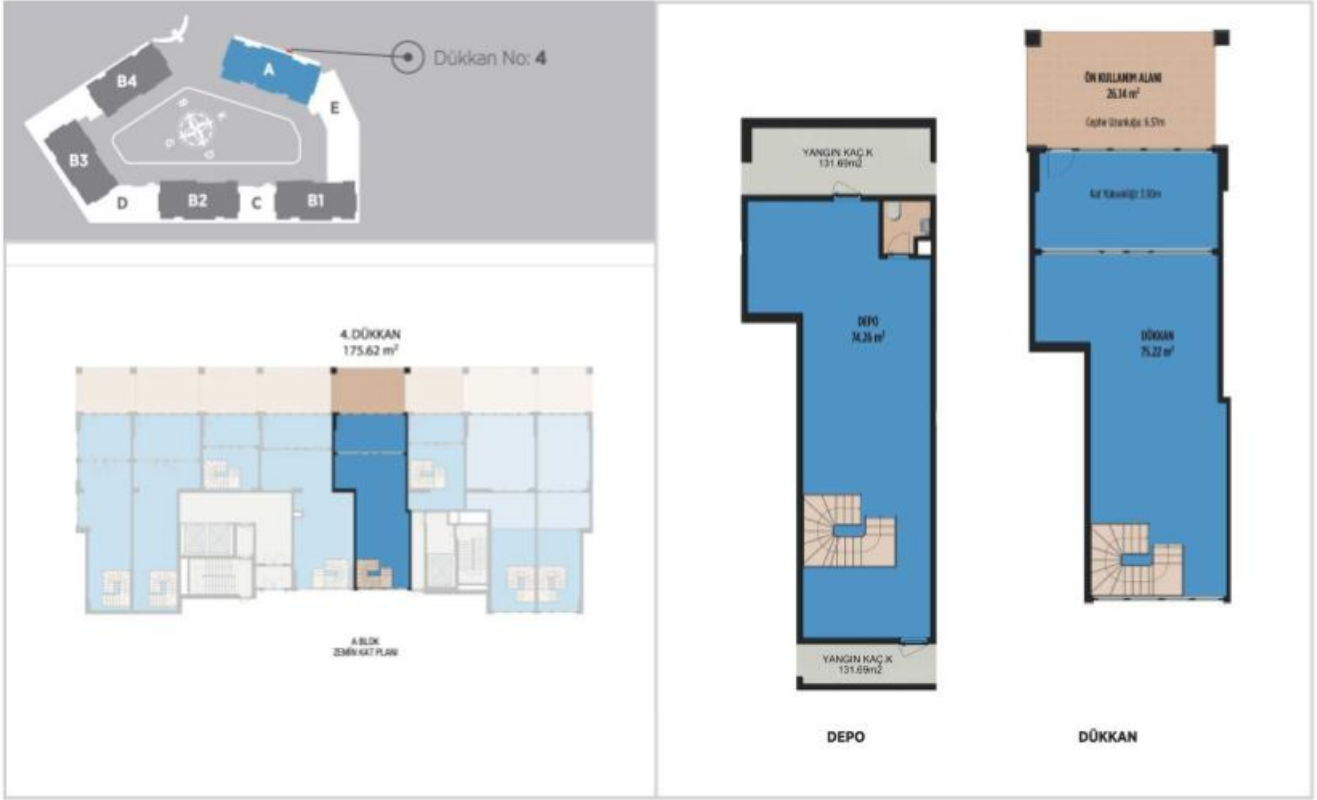 Dükkan No: 4
A
B4
E
B3
D
B2
C
B1
4. DÜKKAN
175.62 m²
A BLOK
ZEMİN KAT PLANI
YANGIN KAÇ.K
131.69m2
DEPO
74.26 m²
YANGIN KAÇ.K
131.69m2
DEPO
ÖN KULLANIM ALANI
26.14 m²
Cephe Uzunluğu: 6.57m
Kat Yüksekliği:
DÜKKAN
75.22 m²
DÜKKAN